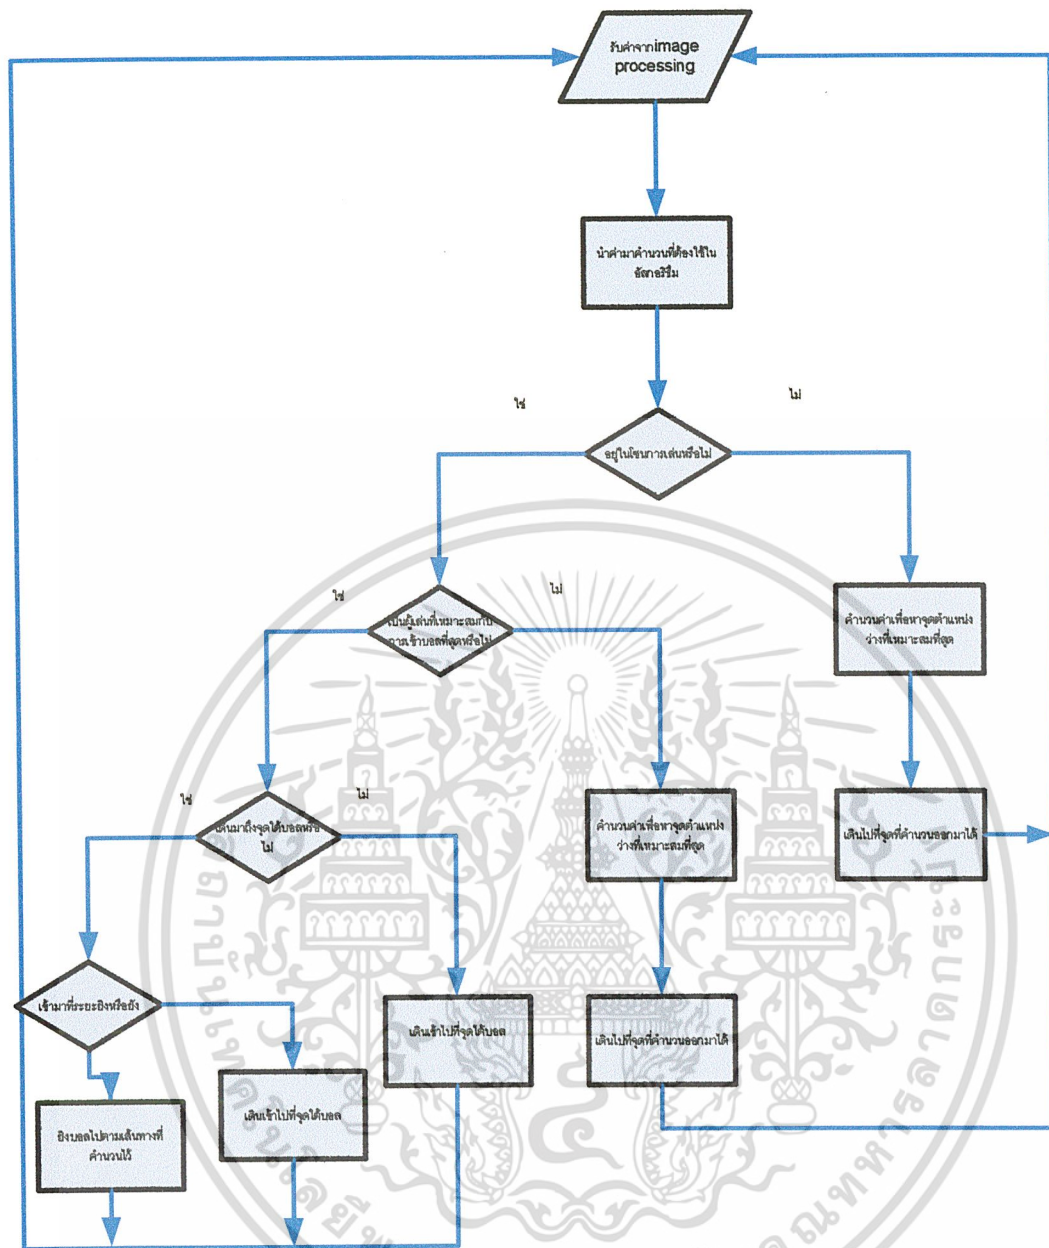 รับค่าจากimage
processing
นำค่ามาคำนวนที่ต้องใช้ใน
อัลกอริซึ่ม
ใช่
ไม่
อยู่ในโซนการเล่นหรือไม่
ใช่
ไม่
เป็นผู้เล่นที่เหมาะสมกับ
การเข้าบอลที่สุดหรือไม่
คำนวนค่าเพื่อหาจุดตำแหน่ง
ว่างที่เหมาะสมที่สุด
ใช่
ไม่
เดินมาถึงจุดใต้บอลหรือ
ไม่
คำนวนค่าเพื่อหาจุดตำแหน่ง
ว่างที่เหมาะสมที่สุด
เดินไปที่จุดที่คำนวนออกมาได้
เข้ามาที่ระยะยิงหรือยัง
เดินเข้าไปที่จุดใต้บอล
เดินไปที่จุดที่คำนวนออกมาได้
ยิงบอลไปตามเส้นทางที่
คำนวนไว้
เดินเข้าไปที่จุดใต้บอล